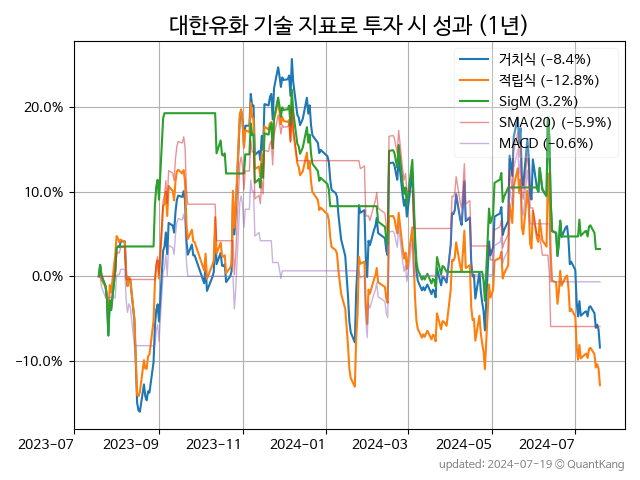 대한유화 기술 지표로 투자 시 성과 (1년)
거치식 (−8.4%)
적립식 (−12.8%)
SigM (3.2%)
SMA(20) (−5.9%)
MACD (−0.6%)
20.0%
10.0%
0.0%
−10.0%
2023-07 2023-09 2023-11 2024-01 2024-03 2024-05 2024-07
updated: 2024-07-19 © QuantKang